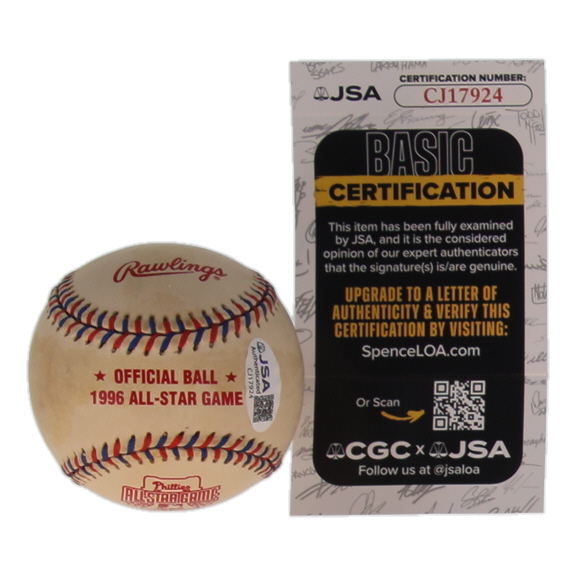 Rawlings
★ OFFICIAL BALL ★
1996 ALL-STAR GAME
JSA
Authenticated
CJ17924
Phillies
ALL STAR GAME
JSA
CERTIFICATION NUMBER:
CJ17924
BASIC
CERTIFICATION
This item has been fully examined
by JSA, and it is the considered
opinion of our expert authenticators
that the signature(s) is/are genuine.
UPGRADE TO A LETTER OF
AUTHENTICITY & VERIFY THIS
CERTIFICATION BY VISITING:
SpenceLOA.com
Or Scan
CGC x JSA
Follow us at @jsaloa